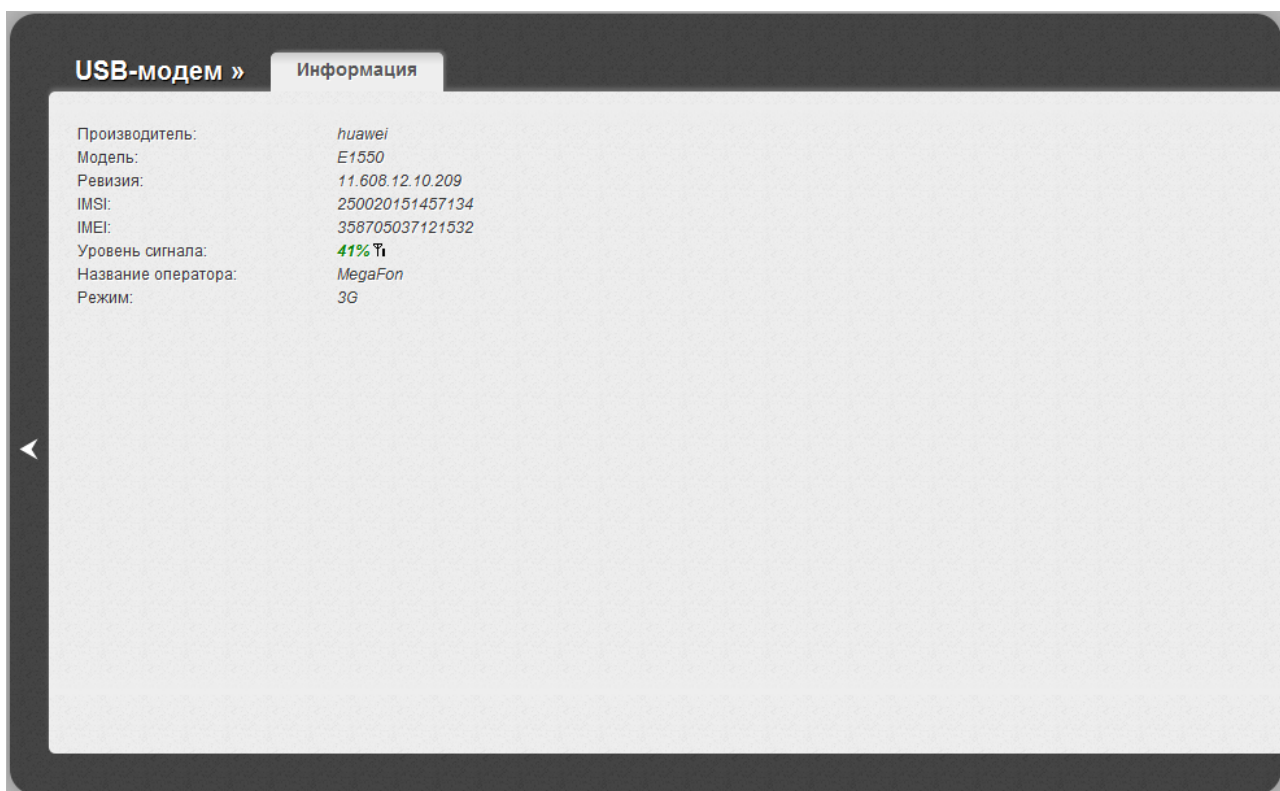 USB-модем » Информация
Производитель: huawei
Модель: E1550
Ревизия: 11.608.12.10.209
IMSI: 250020151457134
IMEI: 358705037121532
Уровень сигнала: 41%
Название оператора: MegaFon
Режим: 3G